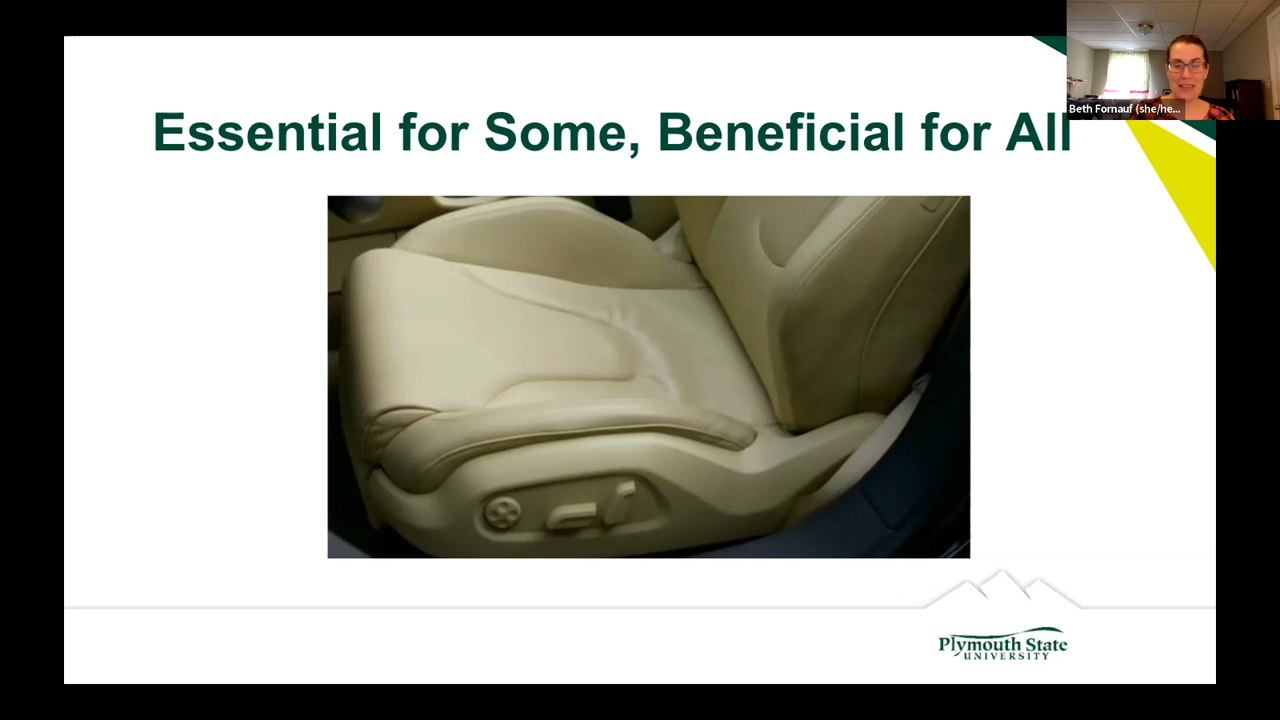 Essential for Some, Beneficial for All
Beth Fornauf (she/he...
Plymouth State
UNIVERSITY